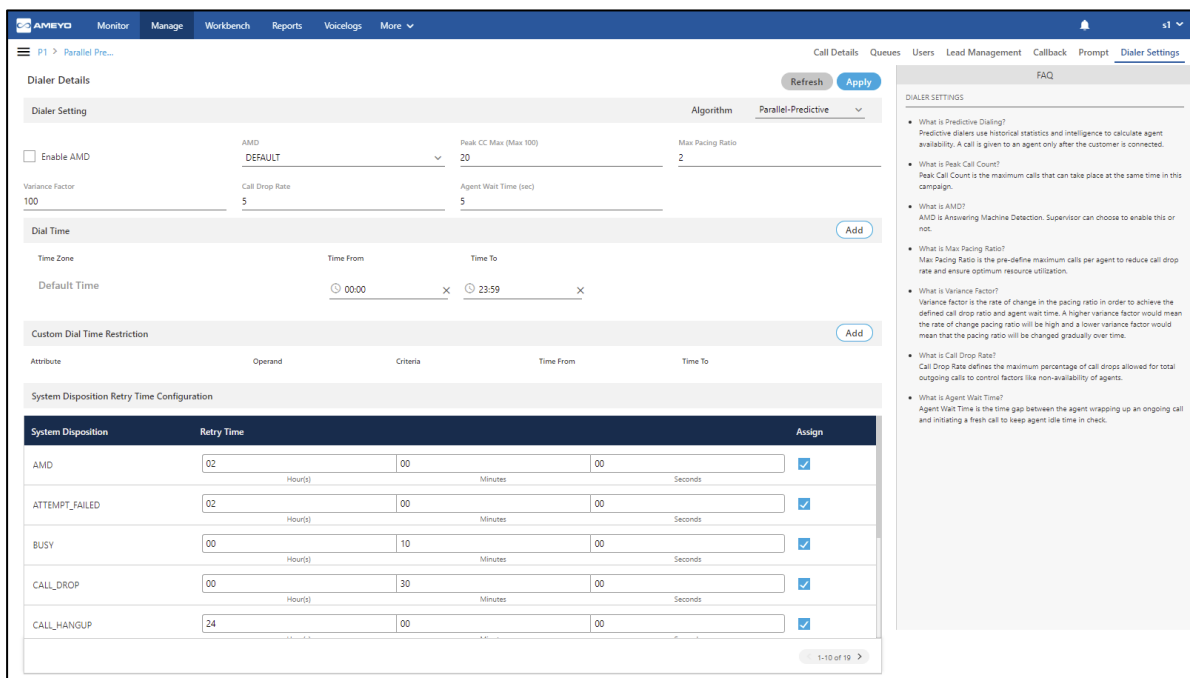 AMEYO Monitor Manage Workbench Reports Voicelogs More s1
P1 > Parallel Pre... Call Details Queues Users Lead Management Callback Prompt Dialer Settings
Dialer Details Refresh Apply
Dialer Setting Algorithm Parallel-Predictive
AMD Peak CC Max (Max 100) Max Pacing Ratio
Enable AMD DEFAULT 20 2
Variance Factor Call Drop Rate Agent Wait Time (sec)
100 5 5
Dial Time Add
Time Zone Time From Time To
Default Time 00:00 23:59
Custom Dial Time Restriction Add
Attribute Operand Criteria Time From Time To
System Disposition Retry Time Configuration
System Disposition Retry Time Assign
AMD 02 00 00
Hour(s) Minutes Seconds
ATTEMPT_FAILED 02 00 00
Hour(s) Minutes Seconds
BUSY 00 10 00
Hour(s) Minutes Seconds
CALL_DROP 00 30 00
Hour(s) Minutes Seconds
CALL_HANGUP 24 00 00
1-10 of 19
FAQ
DIALER SETTINGS
What is Predictive Dialing?
Predictive dialers use historical statistics and intelligence to calculate agent
availability. A call is given to an agent only after the customer is connected.
What is Peak Call Count?
Peak Call Count is the maximum calls that can take place at the same time in this
campaign.
What is AMD?
AMD is Answering Machine Detection. Supervisor can choose to enable this or
not.
What is Max Pacing Ratio?
Max Pacing Ratio is the pre-define maximum calls per agent to reduce call drop
rate and ensure optimum resource utilization.
What is Variance Factor?
Variance factor is the rate of change in the pacing ratio in order to achieve the
defined call drop ratio and agent wait time. A higher variance factor would mean
the rate of change pacing ratio will be high and a lower variance factor would
mean that the pacing ratio will be changed gradually over time.
What is Call Drop Rate?
Call Drop Rate defines the maximum percentage of call drops allowed for total
outgoing calls to control factors like non-availability of agents.
What is Agent Wait Time?
Agent Wait Time is the time gap between the agent wrapping up an ongoing call
and initiating a fresh call to keep agent idle time in check.